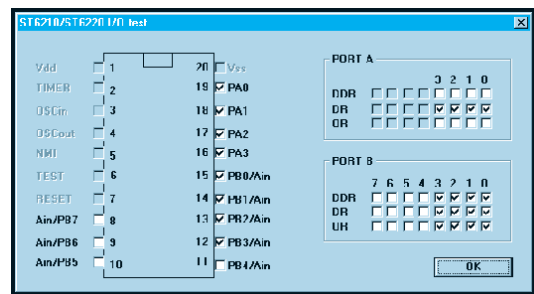 ST6210/ST6220 I/O test
Vdd 1 20 Vss
TIMER 2 19 PA0
OSCin 3 18 PA1
OSCout 4 17 PA2
NMI 5 16 PA3
TEST 6 15 PB0/Ain
RESET 7 14 PB1/Ain
Ain/PB7 8 13 PB2/Ain
Ain/PB6 9 12 PB3/Ain
Ain/PB5 10 11 PB4/Ain
PORT A
3 2 1 0
DDR
DR
OR
PORT B
7 6 5 4 3 2 1 0
DDR
DR
OR
OK